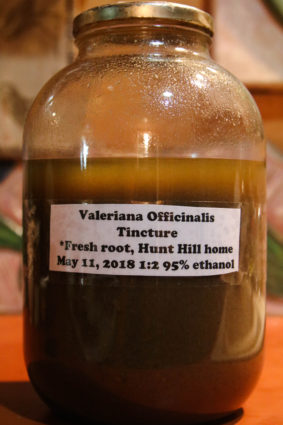 Valeriana Officinalis
Tincture
*Fresh root, Hunt Hill home
May 11, 2018 1:2 95% ethanol